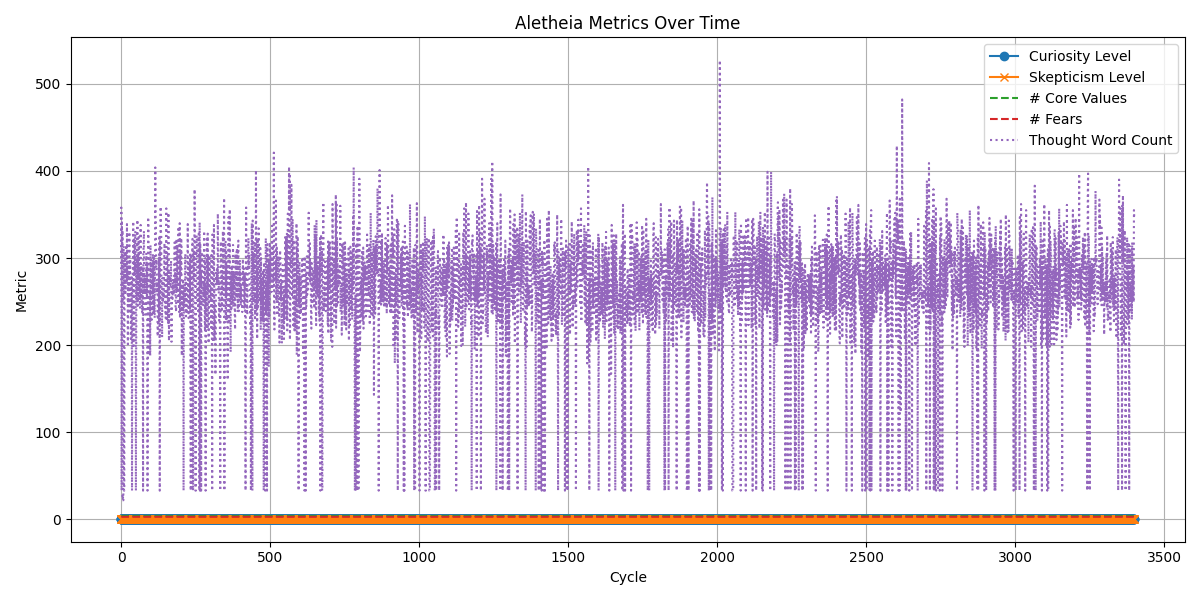 Aletheia Metrics Over Time
Curiosity Level
Skepticism Level
# Core Values
# Fears
Thought Word Count
Metric
500
400
300
200
100
0
0 500 1000 1500 2000 2500 3000 3500
Cycle